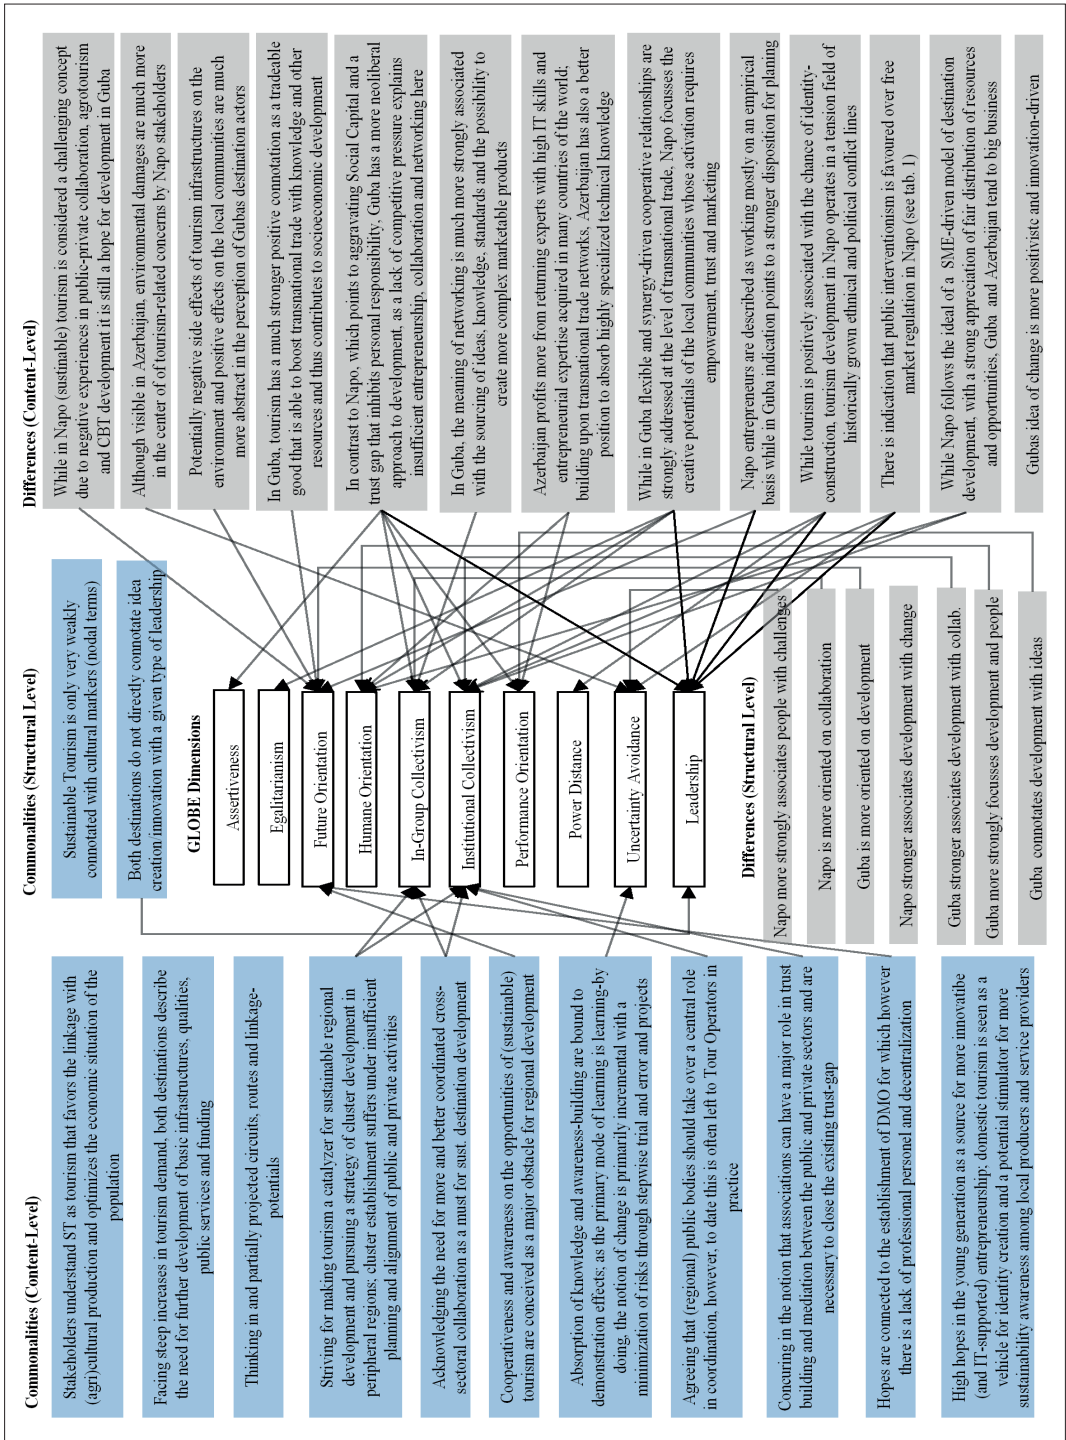 Commonalities (Content-Level)
Stakeholders understand ST as tourism that favors the linkage with
(agri)cultural production and optimizes the economic situation of the
population
Facing steep increases in tourism demand, both destinations describe
the need for further development of basic infrastructures, qualities,
public services and funding
Thinking in and partially projected circuits, routes and linkage-
potentials
Striving for making tourism a catalyzer for sustainable regional
development and pursuing a strategy of cluster development in
peripheral regions; cluster establishment suffers under insufficient
planning and alignment of public and private activities
Acknowledging the need for more and better coordinated cross-
sectoral collaboration as a must for sust. destination development
Cooperativeness and awareness on the opportunities of (sustainable)
tourism are conceived as a major obstacle for regional development
Absorption of knowledge and awareness-building are bound to
demonstration effects; as the primary mode of learning is learning-by
doing, the notion of change is primarily incremental with a
minimization of risks through stepwise trial and error and projects
Agreeing that (regional) public bodies should take over a central role
in coordination, however, to date this is often left to Tour Operators in
practice
Concuring in the notion that associations can have a major role in trust
building and mediation between the public and private sectors and are
necessary to close the existing trust-gap
Hopes are connected to the establishment of DMO for which however
there is a lack of professional personel and decentralization
High hopes in the young generation as a source for more innovatibe
(and IT-supported) entrepreneurship; domestic tourism is seen as a
vehicle for identity creation and a potential stimulator for more
sustainability awareness among local producers and service providers
Commonalities (Structural Level)
Sustainable Tourism is only very weakly
connotated with cultural markers (nodal terms)
Both destinations do not directly connotate idea
creation/innovation with a given type of leadership
GLOBE Dimensions
Assertiveness
Egalitarianism
Future Orientation
Humane Orientation
In-Group Collectivism
Institutional Collectivism
Performance Orientation
Power Distance
Uncertainty Avoidance
Leadership
Differences (Structural Level)
Napo more strongly associates people with challenges
Napo is more oriented on collaboration
Guba is more oriented on development
Napo stronger associates development with change
Guba stronger associates development with collab.
Guba more strongly focusses development and people
Guba connotates development with ideas
Differences (Content-Level)
While in Napo (sustainable) tourism is considered a challenging concept
due to negative experiences in public-private collaboration, agrotourism
and CBT development it is still a hope for development in Guba
Although visible in Azerbaijan, environmental damages are much more
in the center of of tourism-related concerns by Napo stakeholders
Potentially negative side effects of tourism infrastructures on the
environment and positive effects on the local communities are much
more abstract in the perception of Gubas destination actors
In Guba, tourism has a much stronger positive connotation as a tradeable
good that is able to boost transnational trade with knowledge and other
resources and thus contributes to socioeconomic development
In contrast to Napo, which points to aggravating Social Capital and a
trust gap that inhibits personal responsibility, Guba has a more neoliberal
approach to development, as a lack of competitive pressure explains
insufficient entrepreneurship, collaboration and networking here
In Guba, the meaning of networking is much more strongly associated
with the sourcing of ideas, knowledge, standards and the possibility to
create more complex marketable products
Azerbaijan profits more from returning experts with high IT skills and
entrepreneurial expertise acquired in many countries of the world;
building upon transnational trade networks, Azerbaijan has also a better
position to absorb highly specialized technical knowledge
While in Guba flexible and synergy-driven cooperative relationships are
strongly addressed at the level of transnational trade, Napo focusses the
creative potentials of the local communities whose activation requires
empowerment, trust and marketing
Napo entrepreneurs are described as working mostly on an empirical
basis while in Guba indication points to a stronger disposition for planing
While tourism is positively associated with the chance of identity-
construction, tourism development in Napo operates in a tension field of
historically grown ethnical and political conflict lines
There is indication that public interventionism is favoured over free
market regulation in Napo (see tab. 1)
While Napo follows the ideal of a SME-driven model of destination
development, with a strong appreciation of fair distribution of resources
and opportunities, Guba and Azerbaijan tend to big business
Gubas idea of change is more positivistc and innovation-driven